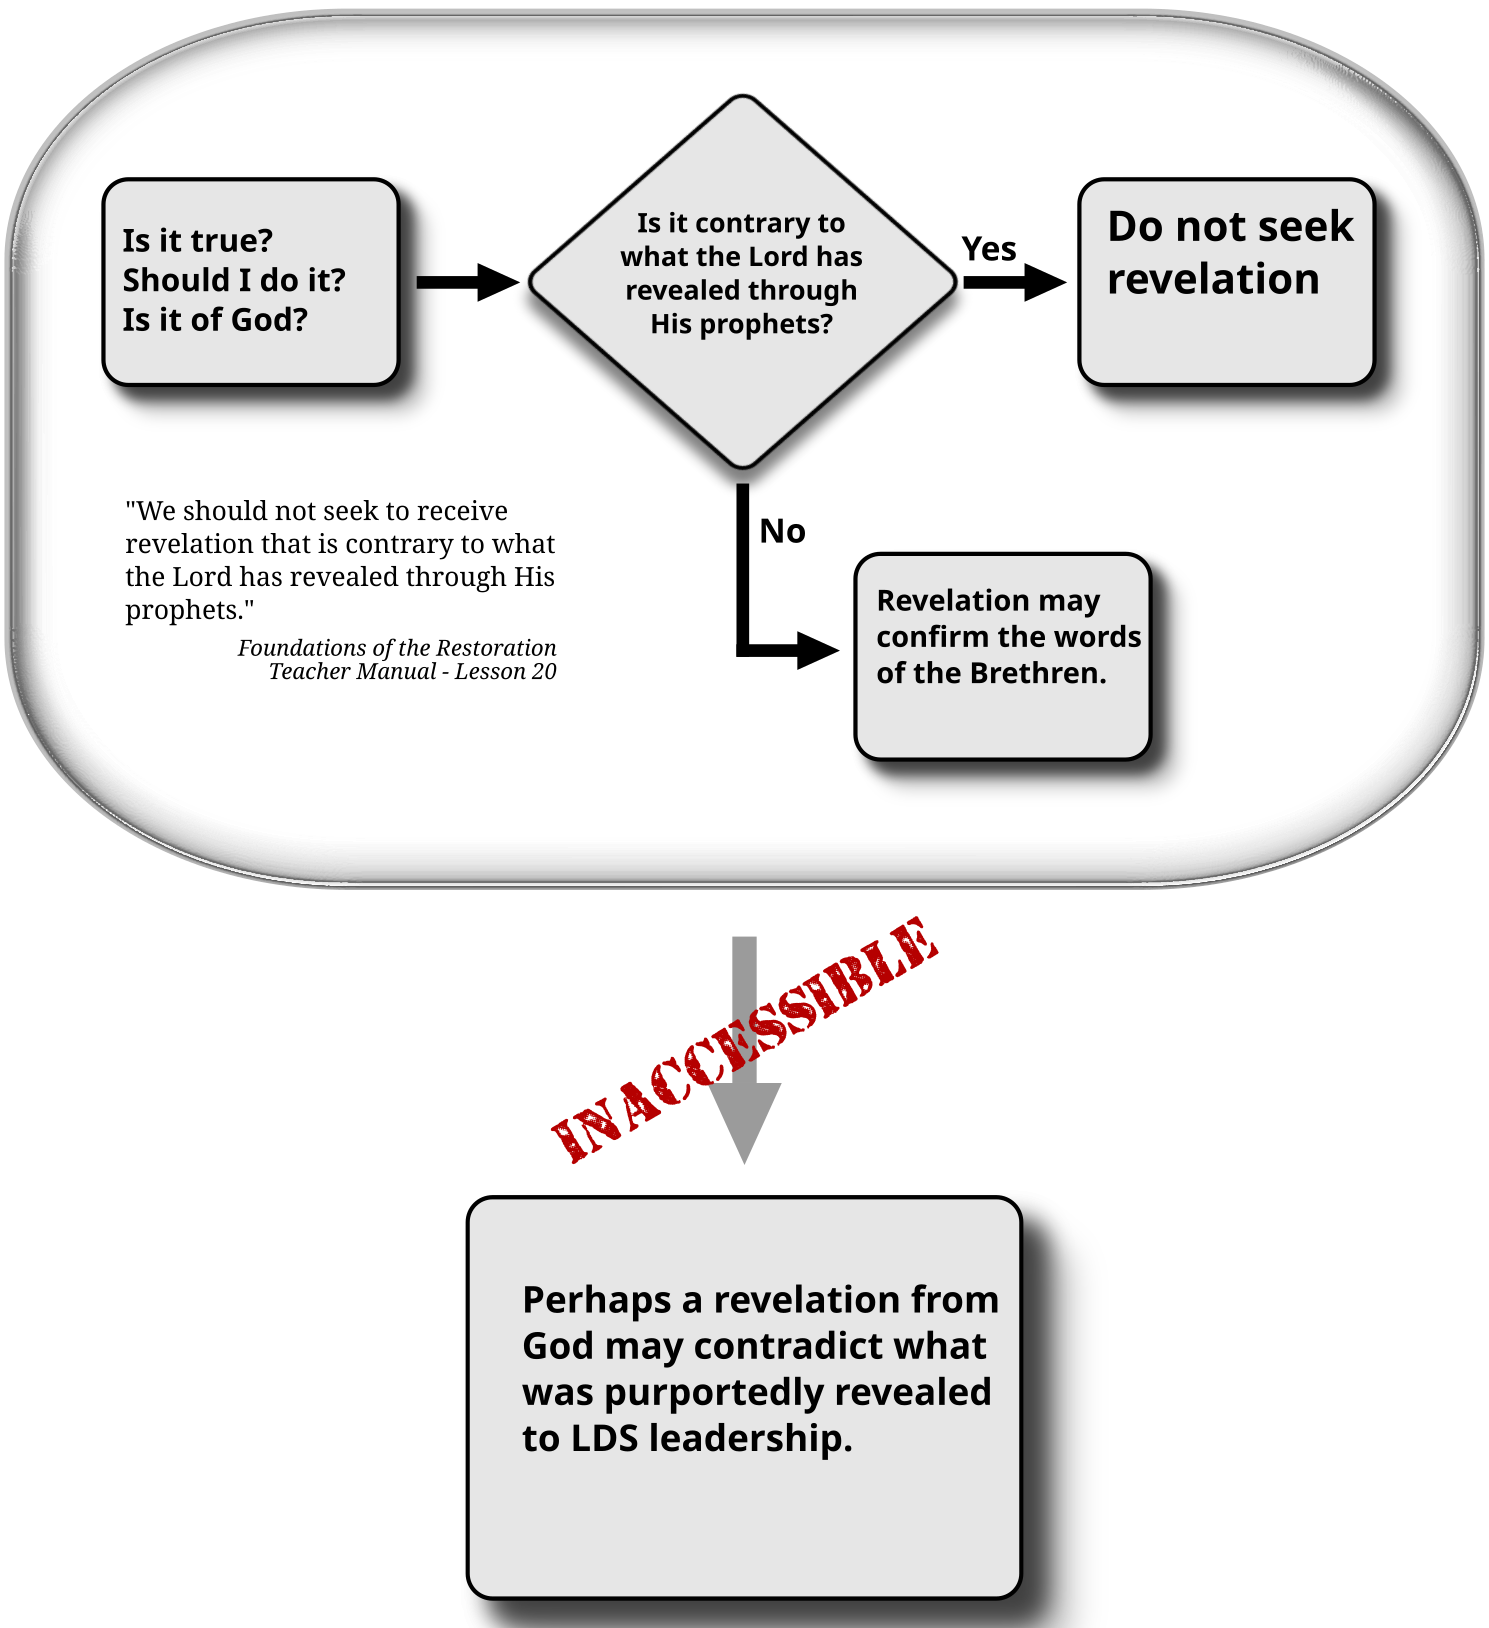 Is it true?
Should I do it?
Is it of God?
Is it contrary to
what the Lord has
revealed through
His prophets?
Yes
Do not seek
revelation
"We should not seek to receive
revelation that is contrary to what
the Lord has revealed through His
prophets."
Foundations of the Restoration
Teacher Manual - Lesson 20
No
Revelation may
confirm the words
of the Brethren.
INACCESSIBLE
Perhaps a revelation from
God may contradict what
was purportedly revealed
to LDS leadership.